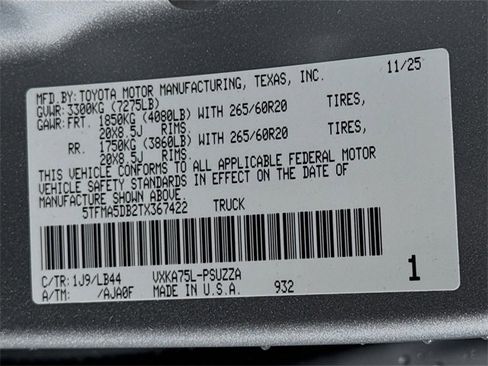 MFD.BY:TOYOTA MOTOR MANUFACTURING, TEXAS, INC. 11/25
GVWR:3300KG (7275LB)
GAWR:FRT. 1850KG (4080LB) WITH 265/60R20 TIRES,
20X8.5J RIMS.
RR. 1750KG (3860LB) WITH 265/60R20 TIRES,
20X8.5J RIMS.
THIS VEHICLE CONFORMS TO ALL APPLICABLE FEDERAL MOTOR
VEHICLE SAFETY STANDARDS IN EFFECT ON THE DATE OF
MANUFACTURE SHOWN ABOVE.
5TFMA5DB2TX367422 TRUCK
C/TR:1J9/LB44 VXKA75L-PSUZZA
A/TM: /AJA0F MADE IN U.S.A. 932 1